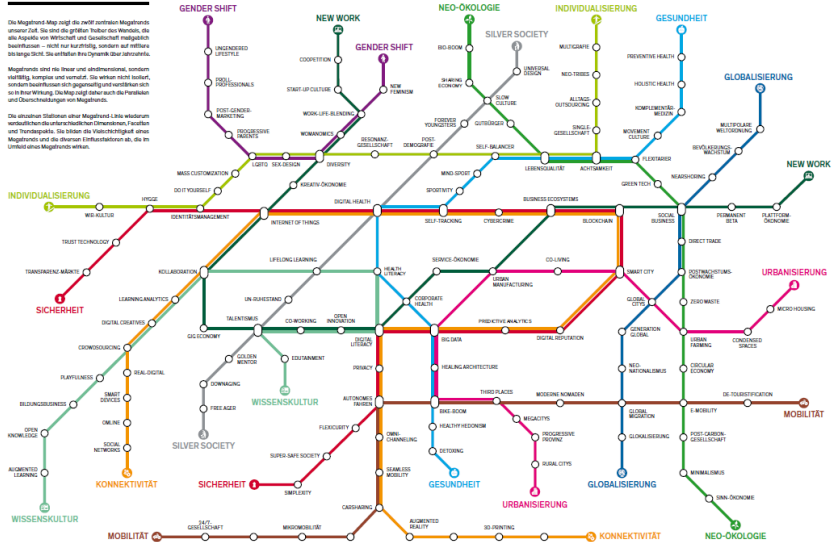 Die Megatrend-Map zeigt die zwölf zentralen Megatrends
unserer Zeit. Sie sind die größten Treiber des Wandels, die
alle Aspekte von Wirtschaft und Gesellschaft maßgeblich
beeinflussen – nicht nur kurzfristig, sondern auf mittlere
bis lange Sicht. Sie entfalten ihre Dynamik über Jahrzehnte.
Megatrends sind nie linear und eindimensional, sondern
vielfältig, komplex und vernetzt. Sie wirken nicht isoliert,
sondern beeinflussen sich gegenseitig und verstärken sich
so in ihrer Wirkung. Die Map zeigt daher auch die Parallelen
und Überschneidungen von Megatrends.
Die einzelnen Stationen einer Megatrend-Linie wiederum
verdeutlichen die unterschiedlichen Dimensionen, Facetten
und Trendaspekte. Sie bilden die Vielschichtigkeit eines
Megatrends und die diversen Einflussfaktoren ab, die im
Umfeld eines Megatrends wirken.
GENDER SHIFT
NEW WORK
NEO-ÖKOLOGIE
INDIVIDUALISIERUNG
GESUNDHEIT
SILVER SOCIETY
GENDER SHIFT
GLOBALISIERUNG
UNGENDERED
LIFESTYLE
COOPETITION
BIO-BOOM
MULTIGRAFIE
PREVENTIVE HEALTH
PROLL-
PROFESSIONALS
START-UP CULTURE
NEW
FEMINISM
SHARING
ECONOMY
UNIVERSAL
DESIGN
NEO-TRIBES
HOLISTIC HEALTH
POST-GENDER-
MARKETING
WORK-LIFE-BLENDING
SLOW
CULTURE
ALLTAGS-
OUTSOURCING
KOMPLEMENTÄR-
MEDIZIN
PROGRESSIVE
PARENTS
WOMANOMICS
FOREVER
YOUNGSTERS
GUTBÜRGER
SINGLE-
GESELLSCHAFT
MOVEMENT
CULTURE
MULTIPOLARE
WELTORDNUNG
RESONANZ-
GESELLSCHAFT
POST-
DEMOGRAFIE
SELF-BALANCER
BEVÖLKERUNGS-
WACHSTUM
LGBTQ
SEX-DESIGN
DIVERSITY
LEBENSQUALITÄT
ACHTSAMKEIT
FLEXITARIER
NEW WORK
MASS CUSTOMIZATION
KREATIV-ÖKONOMIE
MIND-SPORT
NEARSHORING
DO IT YOURSELF
SPORTIVITY
GREEN TECH
INDIVIDUALISIERUNG
WE-KULTUR
HYGGE
IDENTITÄTSMANAGEMENT
INTERNET OF THINGS
DIGITAL HEALTH
SELF-TRACKING
CYBERCRIME
BUSINESS ECOSYSTEMS
BLOCKCHAIN
SOCIAL
BUSINESS
PERMANENT
BETA
PLATTFORM-
ÖKONOMIE
TRUST TECHNOLOGY
DIRECT TRADE
TRANSPARENZ-MÄRKTE
KOLLABORATION
LIFELONG LEARNING
HEALTH
LITERACY
SERVICE-ÖKONOMIE
CO-LIVING
URBAN
MANUFACTURING
SMART CITY
POSTWACHSTUMS-
ÖKONOMIE
URBANISIERUNG
SICHERHEIT
LEARNING ANALYTICS
UN-RUHESTAND
CORPORATE
HEALTH
GLOBAL
CITYS
ZERO WASTE
MICRO HOUSING
DIGITAL CREATIVES
TALENTISMUS
GIG ECONOMY
CO-WORKING
OPEN
INNOVATION
DIGITAL
LITERACY
BIG DATA
PREDICTIVE ANALYTICS
DIGITAL REPUTATION
GENERATION
GLOBAL
URBAN
FARMING
CONDENSED
SPACES
CROWDSOURCING
GOLDEN
MENTOR
EDUTAINMENT
PRIVACY
HEALING ARCHITECTURE
NEO-
NATIONALISMUS
CIRCULAR
ECONOMY
PLAYFULNESS
REAL-DIGITAL
DOWNAGING
WISSENSKULTUR
THIRD PLACES
MODERNE NOMADEN
DE-TOURISTIFICATION
BILDUNGSBUSINESS
SMART
DEVICES
FREE AGER
AUTONOMES
FAHREN
BIKE-BOOM
GLOBAL
MIGRATION
E-MOBILITY
MOBILITÄT
OPEN
KNOWLEDGE
OMLINE
FLEXICURITY
OMNI-
CHANNELING
HEALTHY HEDONISM
MEGACITYS
PROGRESSIVE
PROVINZ
GLOKALISIERUNG
POST-CARBON-
GESELLSCHAFT
SOCIAL
NETWORKS
SILVER SOCIETY
SUPER-SAFE SOCIETY
DETOXING
RURAL CITYS
AUGMENTED
LEARNING
KONNEKTIVITÄT
SICHERHEIT
SIMPLEXITY
SEAMLESS
MOBILITY
GESUNDHEIT
URBANISIERUNG
GLOBALISIERUNG
MINIMALISMUS
SINN-ÖKONOMIE
WISSENSKULTUR
CARSHARING
MOBILITÄT
24/7-
GESELLSCHAFT
MIKROMOBILITÄT
AUGMENTED
REALITY
3D-PRINTING
KONNEKTIVITÄT
NEO-ÖKOLOGIE